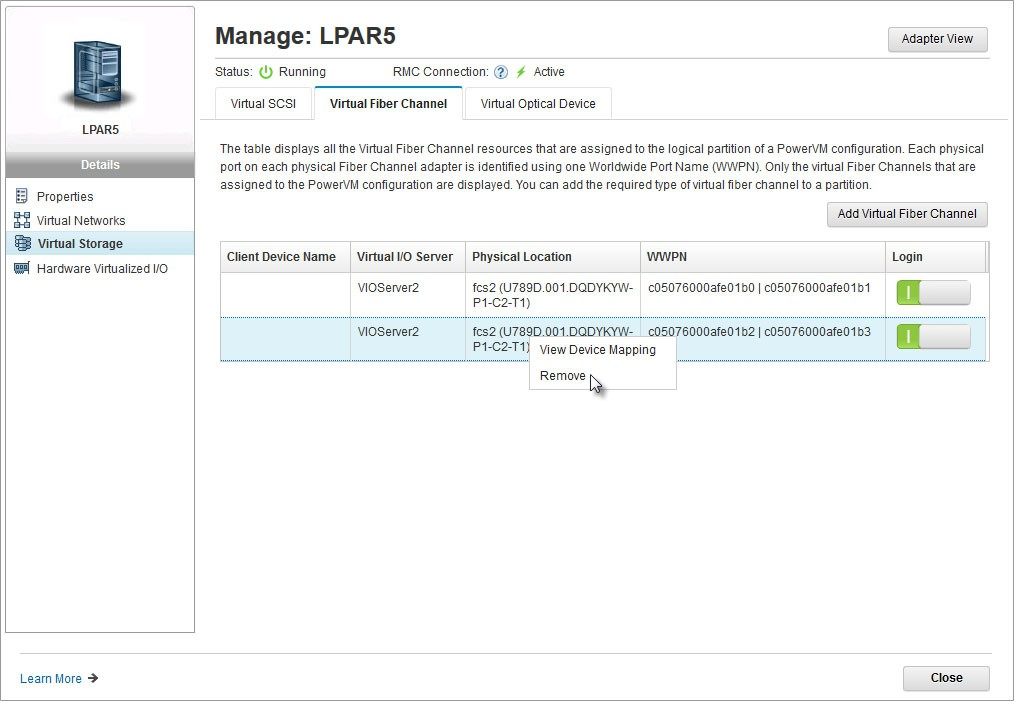 Manage: LPAR5
Adapter View
Status: Running RMC Connection: ? Active
Virtual SCSI Virtual Fiber Channel Virtual Optical Device
LPAR5
Details
Properties
Virtual Networks
Virtual Storage
Hardware Virtualized I/O
The table displays all the Virtual Fiber Channel resources that are assigned to the logical partition of a PowerVM configuration. Each physical
port on each physical Fiber Channel adapter is identified using one Worldwide Port Name (WWPN). Only the virtual Fiber Channels that are
assigned to the PowerVM configuration are displayed. You can add the required type of virtual fiber channel to a partition.
Add Virtual Fiber Channel
Client Device Name Virtual I/O Server Physical Location WWPN Login
VIOServer2 fcs2 (U789D.001.DQDYKYW- c05076000afe01b0 | c05076000afe01b1
P1-C2-T1)
VIOServer2 fcs2 (U789D.001.DQDYKYW- c05076000afe01b2 | c05076000afe01b3
P1-C2-T1)
View Device Mapping
Remove
Learn More
Close